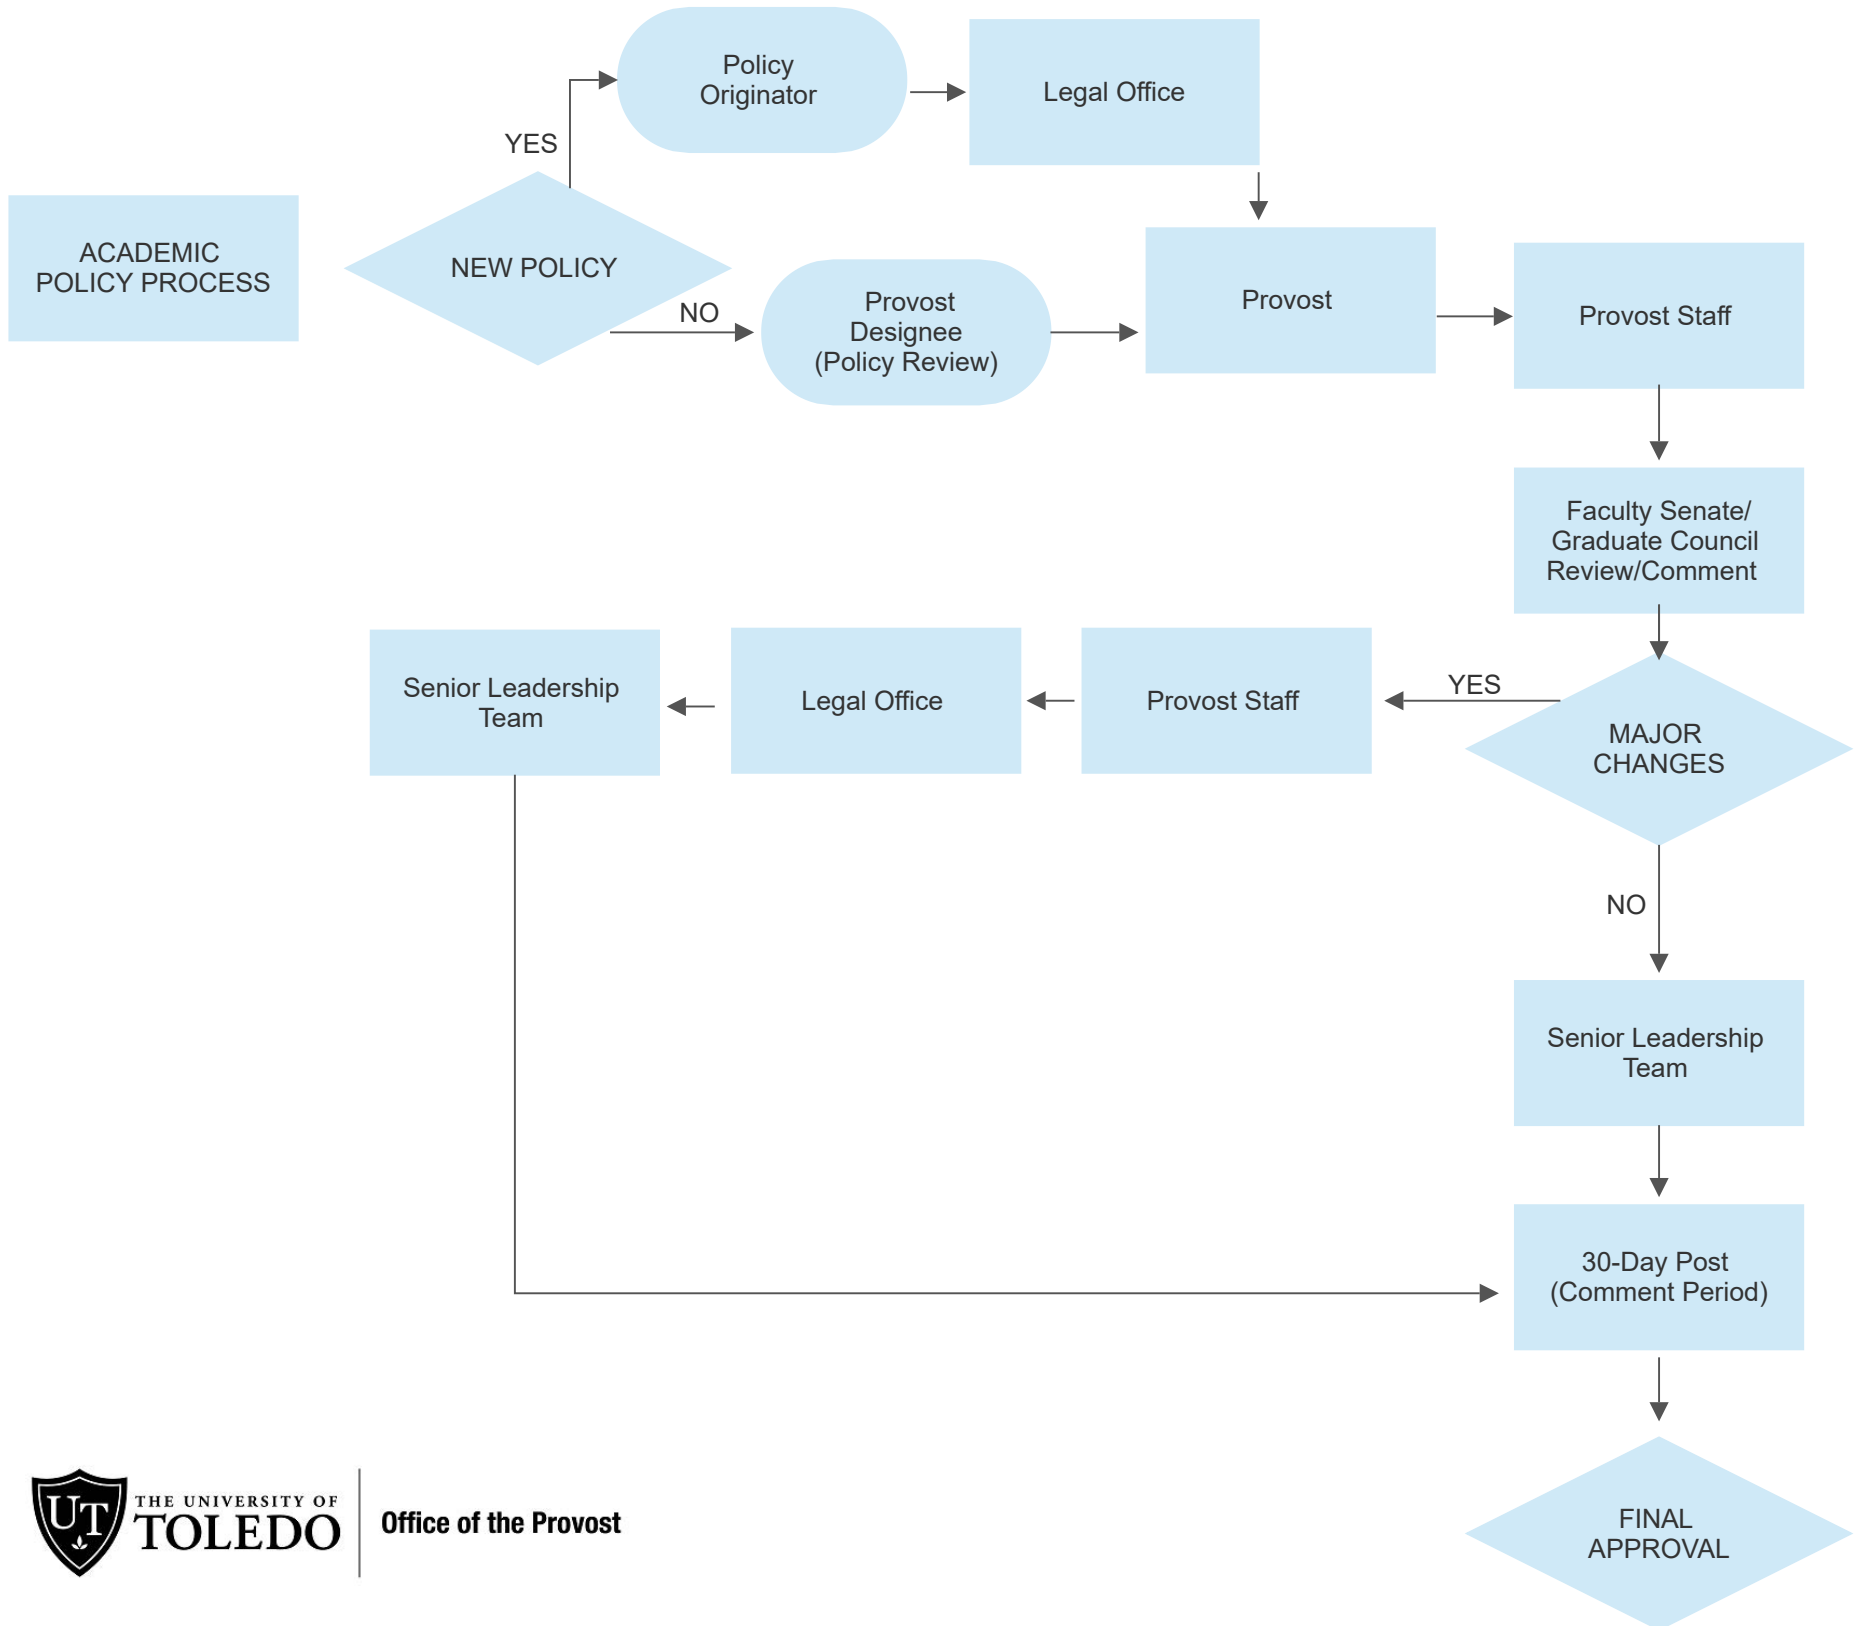 Policy
Originator
Legal Office
YES
ACADEMIC
POLICY PROCESS
NEW POLICY
NO
Provost
Designee
(Policy Review)
Provost
Provost Staff
Faculty Senate/
Graduate Council
Review/Comment
Senior Leadership
Team
Legal Office
Provost Staff
YES
MAJOR
CHANGES
NO
Senior Leadership
Team
30-Day Post
(Comment Period)
FINAL
APPROVAL
UT
THE UNIVERSITY OF
TOLEDO
Office of the Provost